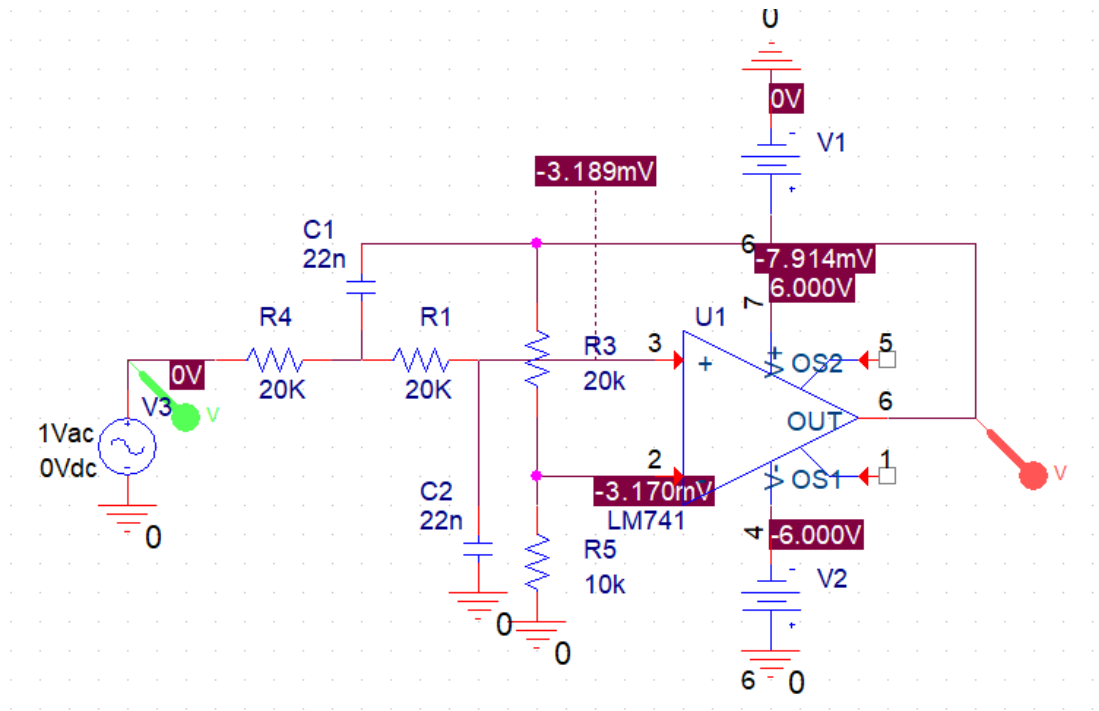 0
0V
-
V1
+
-3.189mV
C1
22n
6
-7.914mV
6.000V
7
R4
20K
R1
20K
U1
3
+
R3
20k
V+
OS2
5
0V
V3
V
1Vac
0Vdc
0
6
OUT
V
2
-
-3.170mV
LM741
V-
OS1
1
C2
22n
4
-6.000V
R5
10k
-
V2
+
0
0
6
0